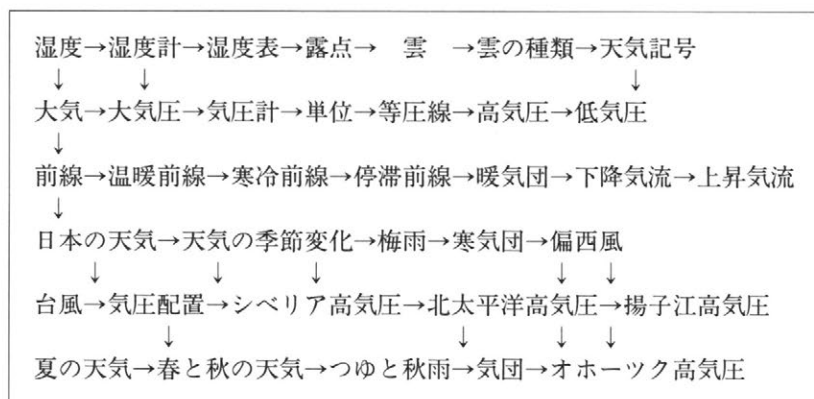 湿度→湿度計→湿度表→露点→ 雲 →雲の種類→天気記号
↓ ↓ ↓
大気→大気圧→気圧計→単位→等圧線→高気圧→低気圧
↓
前線→温暖前線→寒冷前線→停滞前線→暖気団→下降気流→上昇気流
↓
日本の天気→天気の季節変化→梅雨→寒気団→偏西風
↓ ↓ ↓ ↓ ↓
台風→気圧配置→シベリア高気圧→北太平洋高気圧→揚子江高気圧
↓ ↓ ↓ ↓
夏の天気→春と秋の天気→つゆと秋雨→気団→オホーツク高気圧